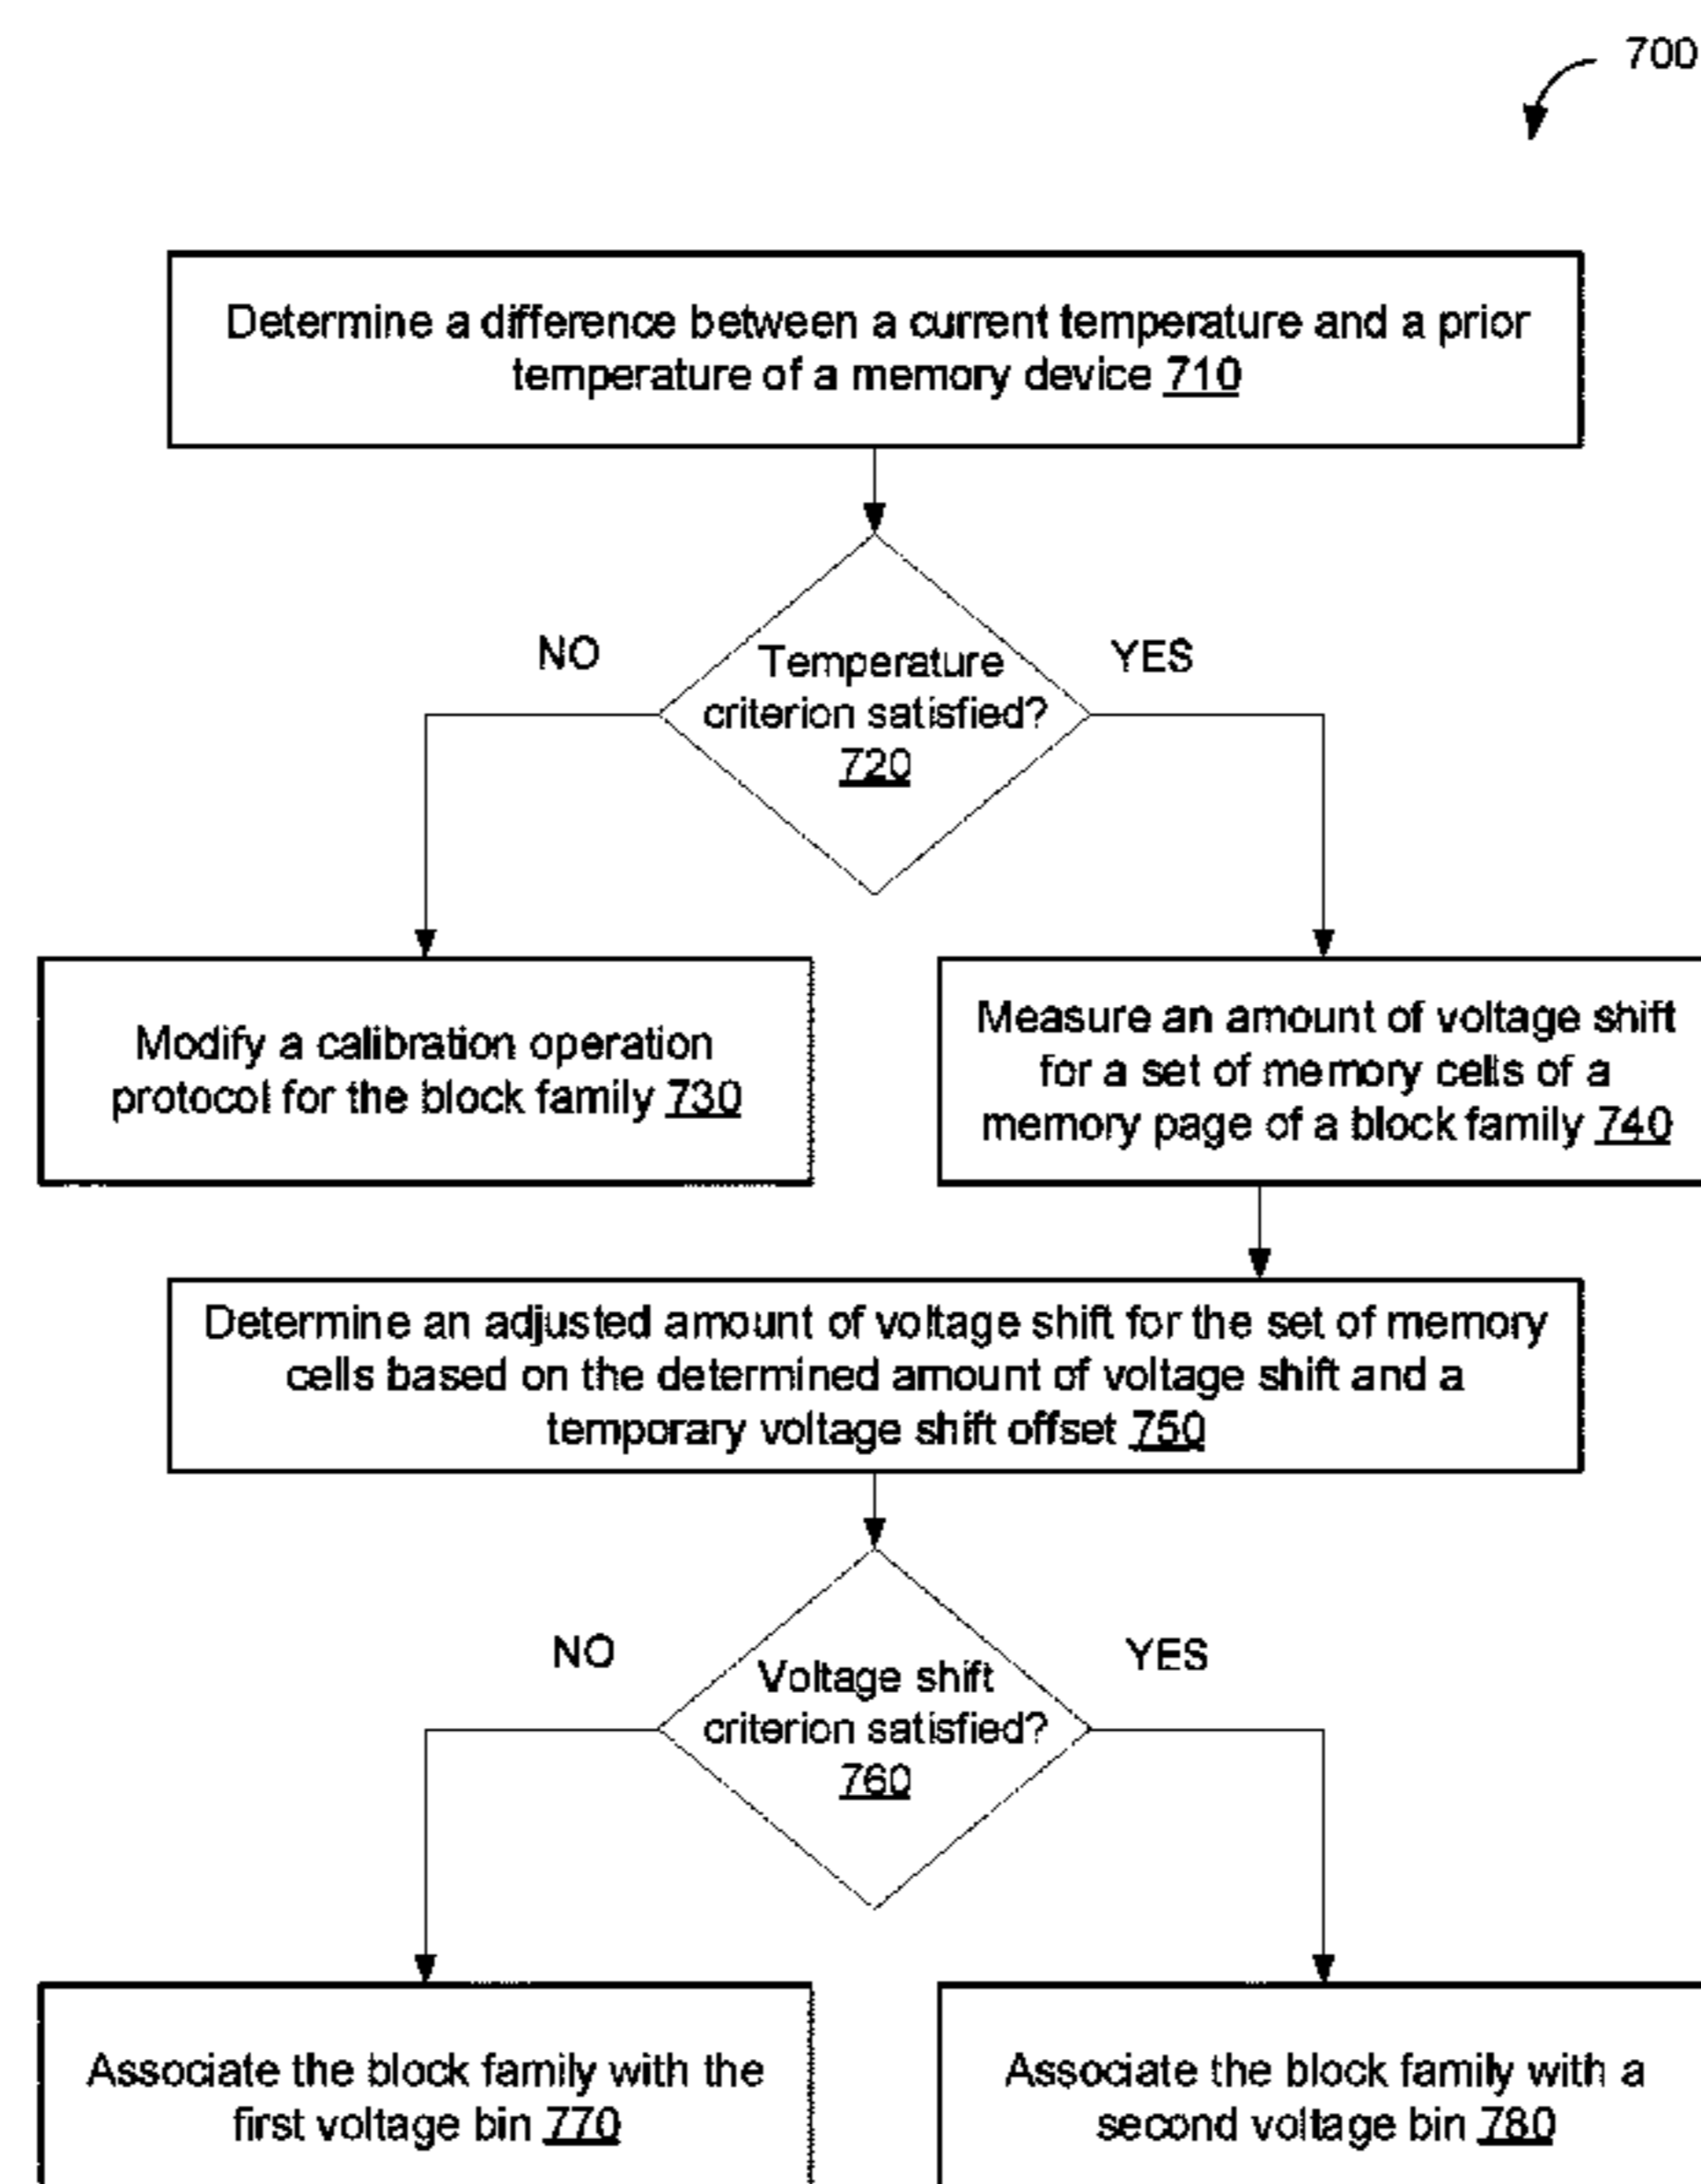 700
Determine a difference between a current temperature and a prior
temperature of a memory device 710
NO
YES
Temperature
criterion satisfied?
720
Modify a calibration operation
protocol for the block family 730
Measure an amount of voltage shift
for a set of memory cells of a
memory page of a block family 740
Determine an adjusted amount of voltage shift for the set of memory
cells based on the determined amount of voltage shift and a
temporary voltage shift offset 750
NO
YES
Voltage shift
criterion satisfied?
760
Associate the block family with the
first voltage bin 770
Associate the block family with a
second voltage bin 780